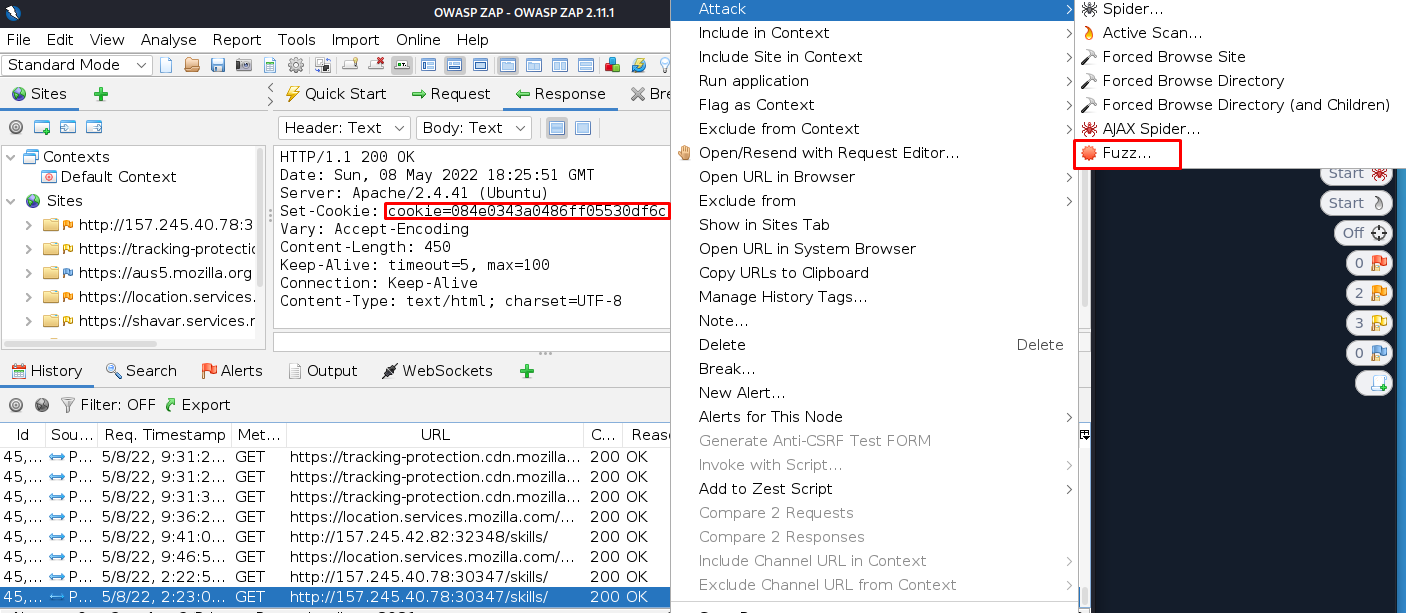 OWASP ZAP - OWASP ZAP 2.11.1
File Edit View Analyse Report Tools Import Online Help
Standard Mode
Sites
Quick Start Request Response Bre
Header: Text Body: Text
Contexts
Default Context
Sites
http://157.245.40.78:3
https://tracking-protectic
https://aus5.mozilla.org
https://location.services.
https://shavar.services.r
HTTP/1.1 200 OK
Date: Sun, 08 May 2022 18:25:51 GMT
Server: Apache/2.4.41 (Ubuntu)
Set-Cookie: cookie=084e0343a0486ff05530df6c
Vary: Accept-Encoding
Content-Length: 450
Keep-Alive: timeout=5, max=100
Connection: Keep-Alive
Content-Type: text/html; charset=UTF-8
History Search Alerts Output WebSockets
Filter: OFF Export
Id Sou... Req. Timestamp Met... URL C... Reaso
45,... P... 5/8/22, 9:31:2... GET https://tracking-protection.cdn.mozilla... 200 OK
45,... P... 5/8/22, 9:31:2... GET https://tracking-protection.cdn.mozilla... 200 OK
45,... P... 5/8/22, 9:31:3... GET https://tracking-protection.cdn.mozilla... 200 OK
45,... P... 5/8/22, 9:36:2... GET https://location.services.mozilla.com/... 200 OK
45,... P... 5/8/22, 9:41:0... GET http://157.245.42.82:32348/skills/ 200 OK
45,... P... 5/8/22, 9:46:5... GET https://location.services.mozilla.com/... 200 OK
45,... P... 5/8/22, 2:22:5... GET http://157.245.40.78:30347/skills/ 200 OK
45,... P... 5/8/22, 2:23:0... GET http://157.245.40.78:30347/skills/ 200 OK
Attack
Include in Context
Include Site in Context
Run application
Flag as Context
Exclude from Context
Open/Resend with Request Editor...
Open URL in Browser
Exclude from
Show in Sites Tab
Open URL in System Browser
Copy URLs to Clipboard
Manage History Tags...
Note...
Delete Delete
Break...
New Alert...
Alerts for This Node
Generate Anti-CSRF Test FORM
Invoke with Script...
Add to Zest Script
Compare 2 Requests
Compare 2 Responses
Include Channel URL in Context
Exclude Channel URL from Context
Spider...
Active Scan...
Forced Browse Site
Forced Browse Directory
Forced Browse Directory (and Children)
AJAX Spider...
Fuzz...
Start
Start
Off
0
2
3
0